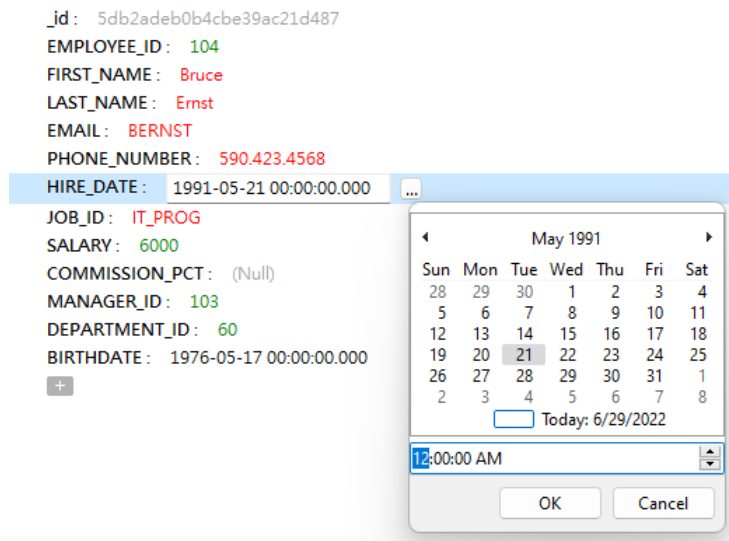 _id : 5db2adeb0b4cbe39ac21d487
EMPLOYEE_ID : 104
FIRST_NAME : Bruce
LAST_NAME : Ernst
EMAIL : BERNST
PHONE_NUMBER : 590.423.4568
HIRE_DATE : 1991-05-21 00:00:00.000 ...
JOB_ID : IT_PROG
SALARY : 6000
COMMISSION_PCT : (Null)
MANAGER_ID : 103
DEPARTMENT_ID : 60
BIRTHDATE : 1976-05-17 00:00:00.000
+
May 1991
Sun Mon Tue Wed Thu Fri Sat
28 29 30 1 2 3 4
5 6 7 8 9 10 11
12 13 14 15 16 17 18
19 20 21 22 23 24 25
26 27 28 29 30 31 1
2 3 4 5 6 7 8
Today: 6/29/2022
12:00:00 AM
OK Cancel